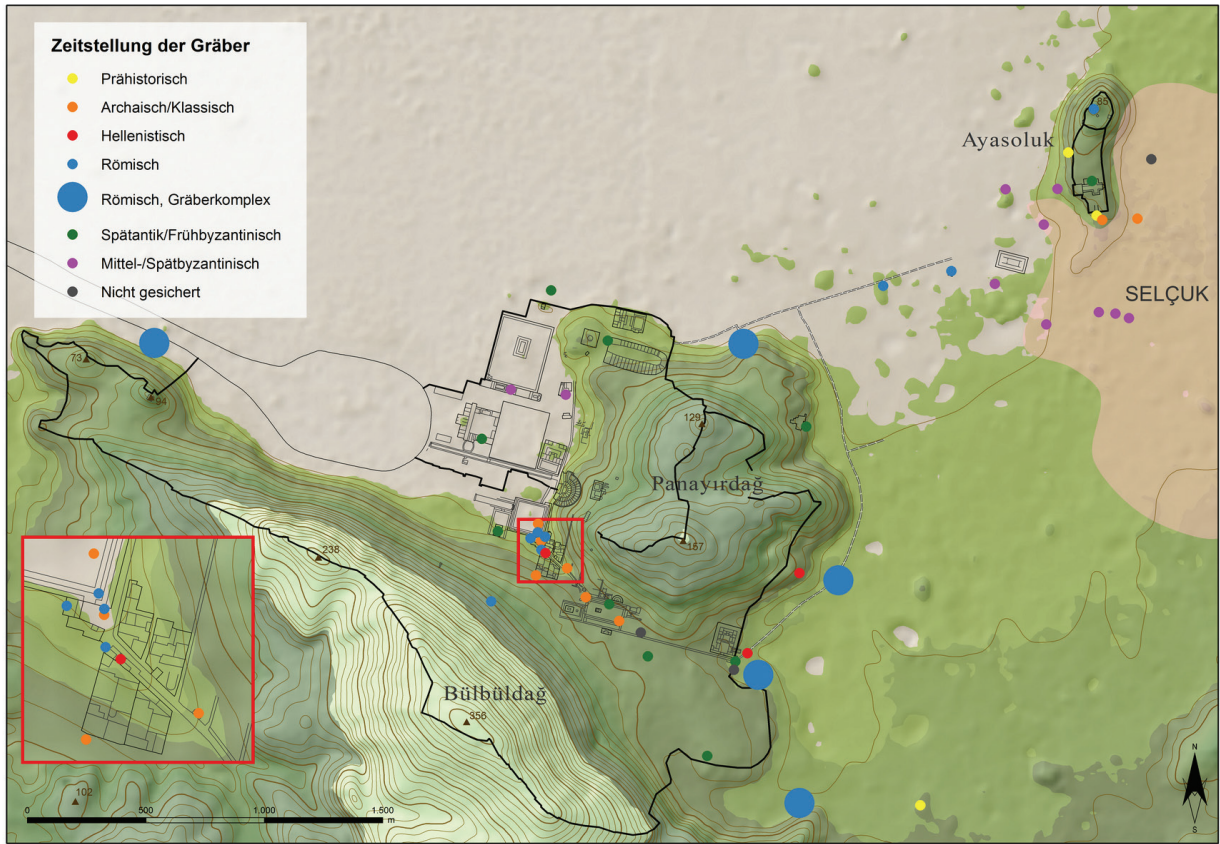 Zeitstellung der Gräber
Prähistorisch
Archaisch/Klassisch
Hellenistisch
Römisch
Römisch, Gräberkomplex
Spätantik/Frühbyzantinisch
Mittel-/Spätbyzantinisch
Nicht gesichert
85
Ayasoluk
SELÇUK
73
94
129
Panayırdağ
157
238
Bülbüldağ
356
102
0
500
1.000
1.500
m
N
S